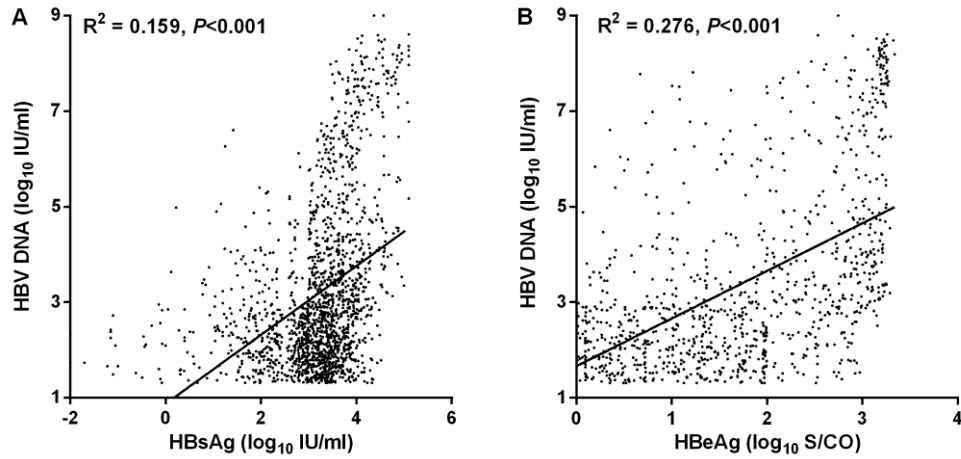 A
R² = 0.159, P<0.001
9
7
5
3
1
HBV DNA (log₁₀ IU/ml)
-2
0
2
4
6
HBsAg (log₁₀ IU/ml)
B
R² = 0.276, P<0.001
9
7
5
3
1
HBV DNA (log₁₀ IU/ml)
0
1
2
3
4
HBeAg (log₁₀ S/CO)